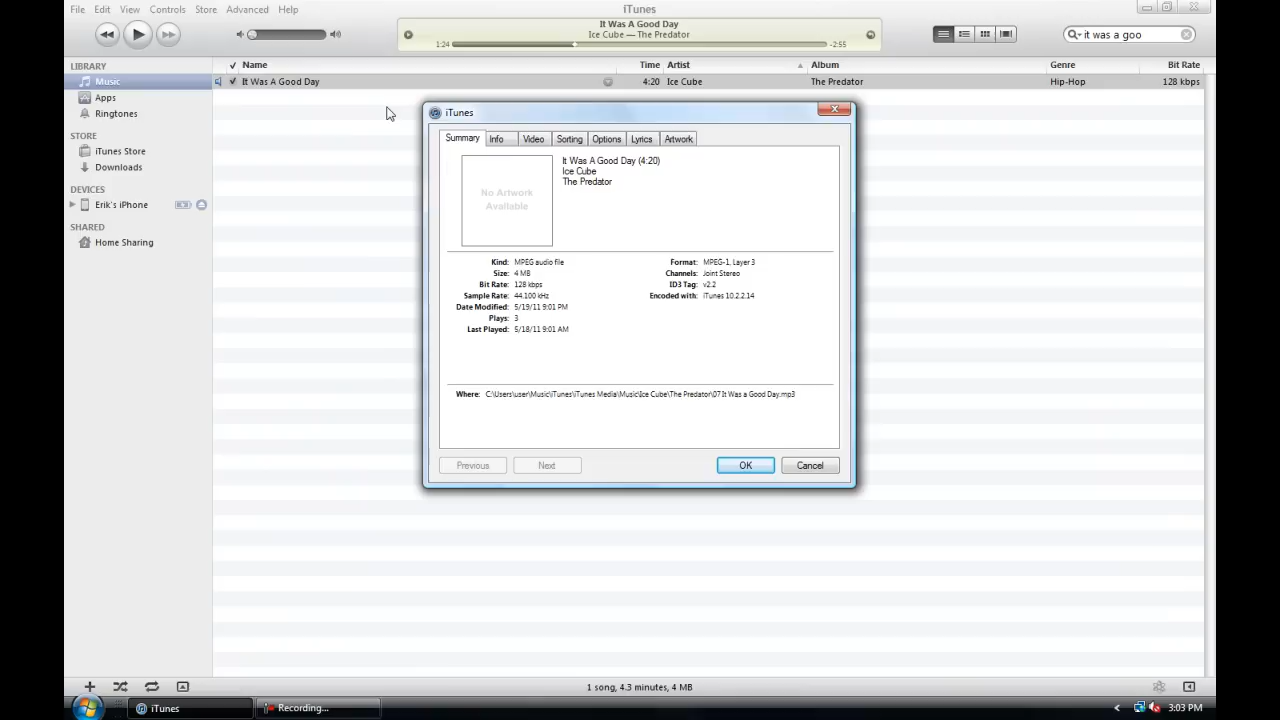 File Edit View Controls Store Advanced Help
iTunes
It Was A Good Day
Ice Cube — The Predator
1:24 -2:55
it was a goo
LIBRARY
Music
Apps
Ringtones
STORE
iTunes Store
Downloads
DEVICES
Erik's iPhone
SHARED
Home Sharing
Name Time Artist Album Genre Bit Rate
It Was A Good Day 4:20 Ice Cube The Predator Hip-Hop 128 kbps
iTunes
Summary Info Video Sorting Options Lyrics Artwork
No Artwork
Available
It Was A Good Day (4:20)
Ice Cube
The Predator
Kind: MPEG audio file
Size: 4 MB
Bit Rate: 128 kbps
Sample Rate: 44.100 kHz
Date Modified: 5/19/11 9:01 PM
Plays: 3
Last Played: 5/18/11 9:01 AM
Format: MPEG-1, Layer 3
Channels: Joint Stereo
ID3 Tag: v2.2
Encoded with: iTunes 10.2.2.14
Where: C:\Users\user\Music\iTunes\iTunes Media\Music\Ice Cube\The Predator\07 It Was a Good Day.mp3
Previous Next OK Cancel
1 song, 4.3 minutes, 4 MB
iTunes Recording... 3:03 PM